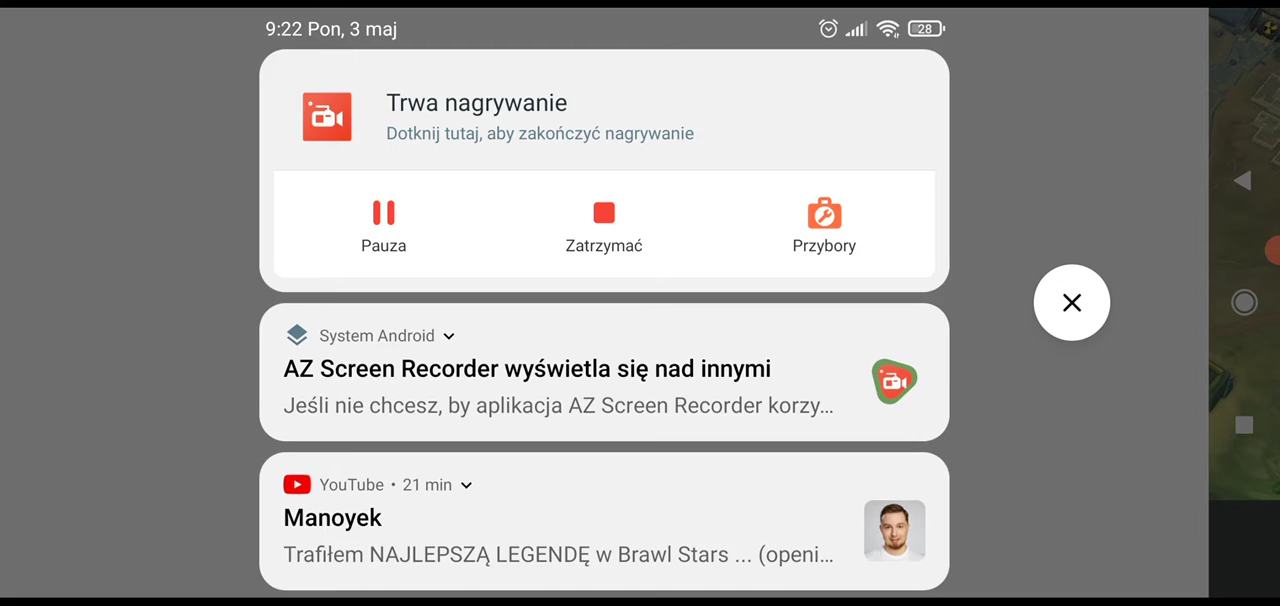 9:22 Pon, 3 maj
28
Trwa nagrywanie
Dotknij tutaj, aby zakończyć nagrywanie
Pauza
Zatrzymać
Przybory
System Android
AZ Screen Recorder wyświetla się nad innymi
Jeśli nie chcesz, by aplikacja AZ Screen Recorder korzy...
YouTube • 21 min
Manoyek
Trafiłem NAJLEPSZĄ LEGENDĘ w Brawl Stars ... (openi...